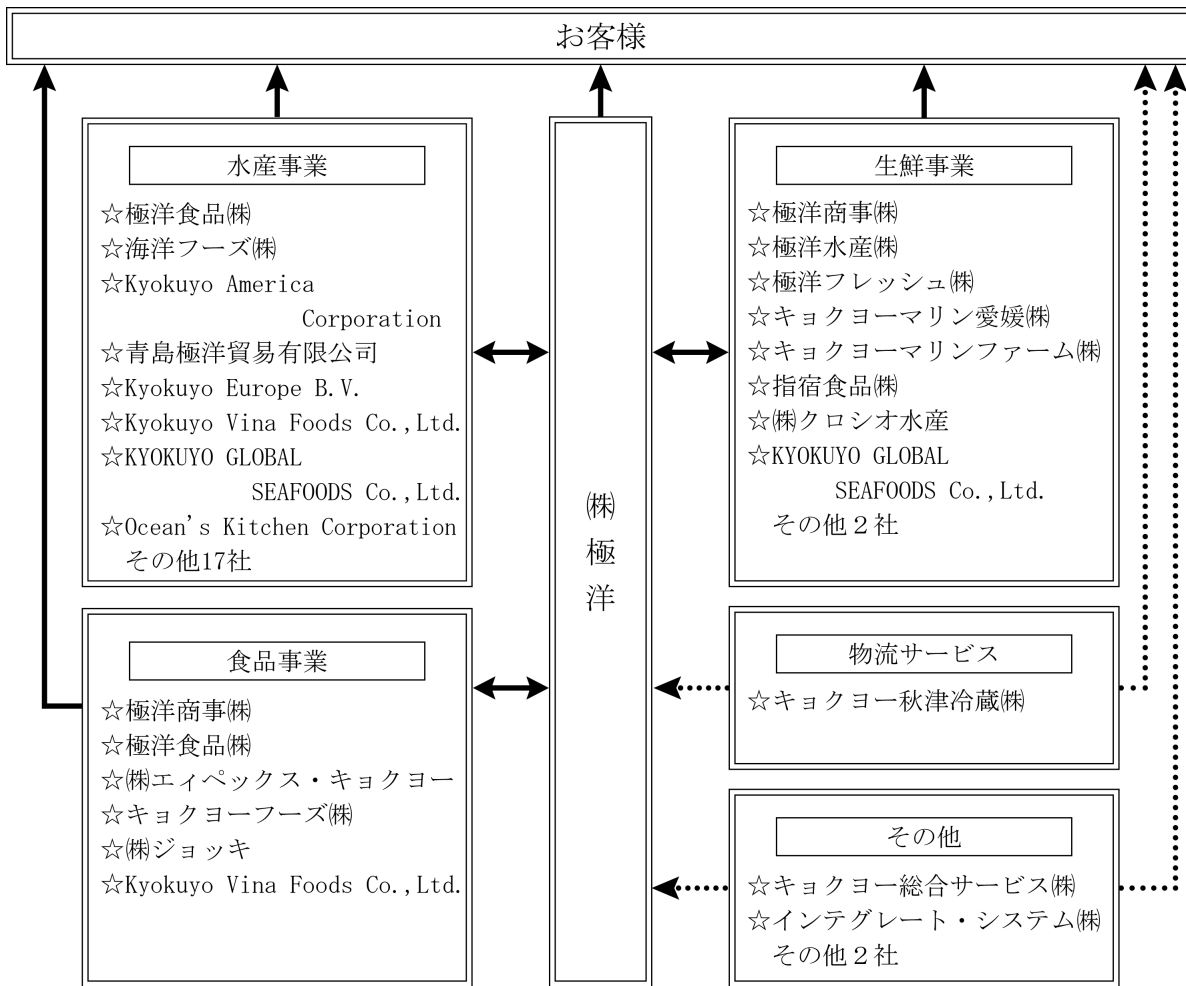 お客様
水産事業
☆極洋食品㈱
☆海洋フーズ㈱
☆Kyokuyo America
Corporation
☆青島極洋貿易有限公司
☆Kyokuyo Europe B.V.
☆Kyokuyo Vina Foods Co.,Ltd.
☆KYOKUYO GLOBAL
SEAFOODS Co.,Ltd.
☆Ocean's Kitchen Corporation
その他17社
食品事業
☆極洋商事㈱
☆極洋食品㈱
☆㈱エィペックス・キョクヨー
☆キョクヨーフーズ㈱
☆㈱ジョッキ
☆Kyokuyo Vina Foods Co.,Ltd.
㈱極洋
生鮮事業
☆極洋商事㈱
☆極洋水産㈱
☆極洋フレッシュ㈱
☆キョクヨーマリン愛媛㈱
☆キョクヨーマリンファーム㈱
☆指宿食品㈱
☆㈱クロシオ水産
☆KYOKUYO GLOBAL
SEAFOODS Co.,Ltd.
その他２社
物流サービス
☆キョクヨー秋津冷蔵㈱
その他
☆キョクヨー総合サービス㈱
☆インテグレート・システム㈱
その他２社